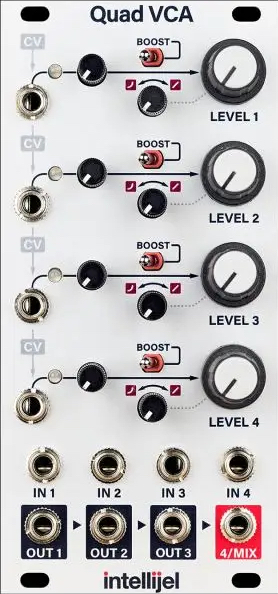 Quad VCA
CV
BOOST
LEVEL 1
CV
BOOST
LEVEL 2
CV
BOOST
LEVEL 3
CV
BOOST
LEVEL 4
IN 1 IN 2 IN 3 IN 4
OUT 1 OUT 2 OUT 3 4/MIX
intellijel